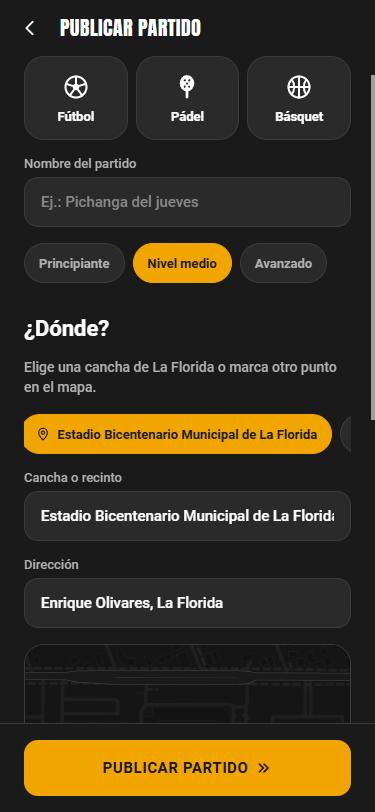 PUBLICAR PARTIDO
Fútbol
Pádel
Básquet
Nombre del partido
Ej.: Pichanga del jueves
Principiante
Nivel medio
Avanzado
¿Dónde?
Elige una cancha de La Florida o marca otro punto
en el mapa.
Estadio Bicentenario Municipal de La Florida
Cancha o recinto
Estadio Bicentenario Municipal de La Florida
Dirección
Enrique Olivares, La Florida
PUBLICAR PARTIDO